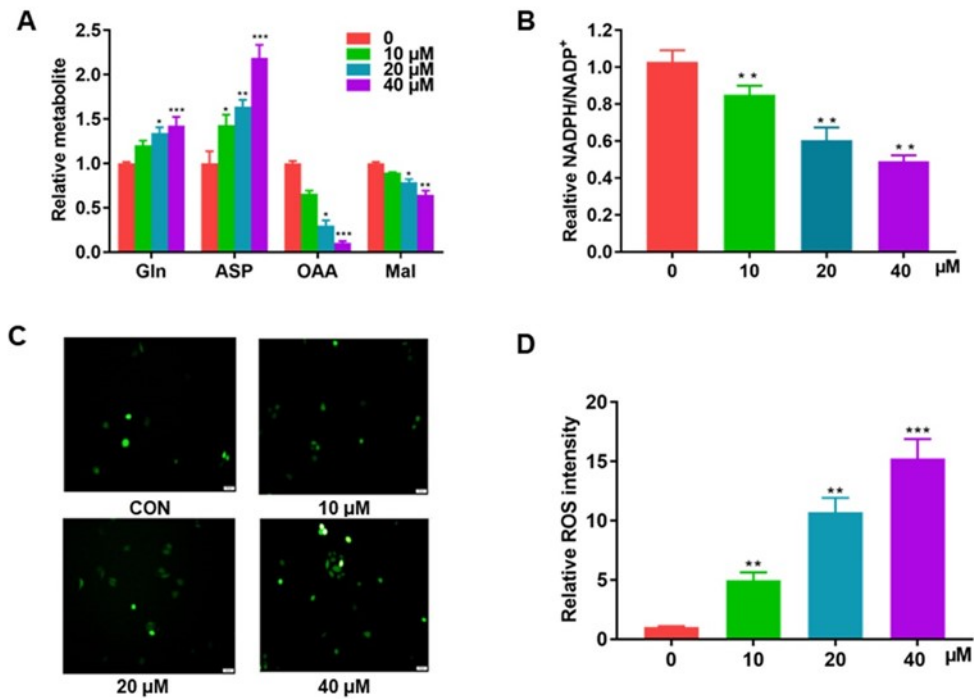 A
Relative metabolite
2.5
2.0
1.5
1.0
0.5
0.0
0
10 μM
20 μM
40 μM
* ***
* ** ***
* ***
* **
Gln ASP OAA Mal
B
Realtive NADPH/NADP+
1.2
1.0
0.8
0.6
0.4
0.2
0.0
** ** **
0 10 20 40 μM
C
CON 10 μM
20 μM 40 μM
D
Relative ROS intensity
20
15
10
5
0
** ** ***
0 10 20 40 μM